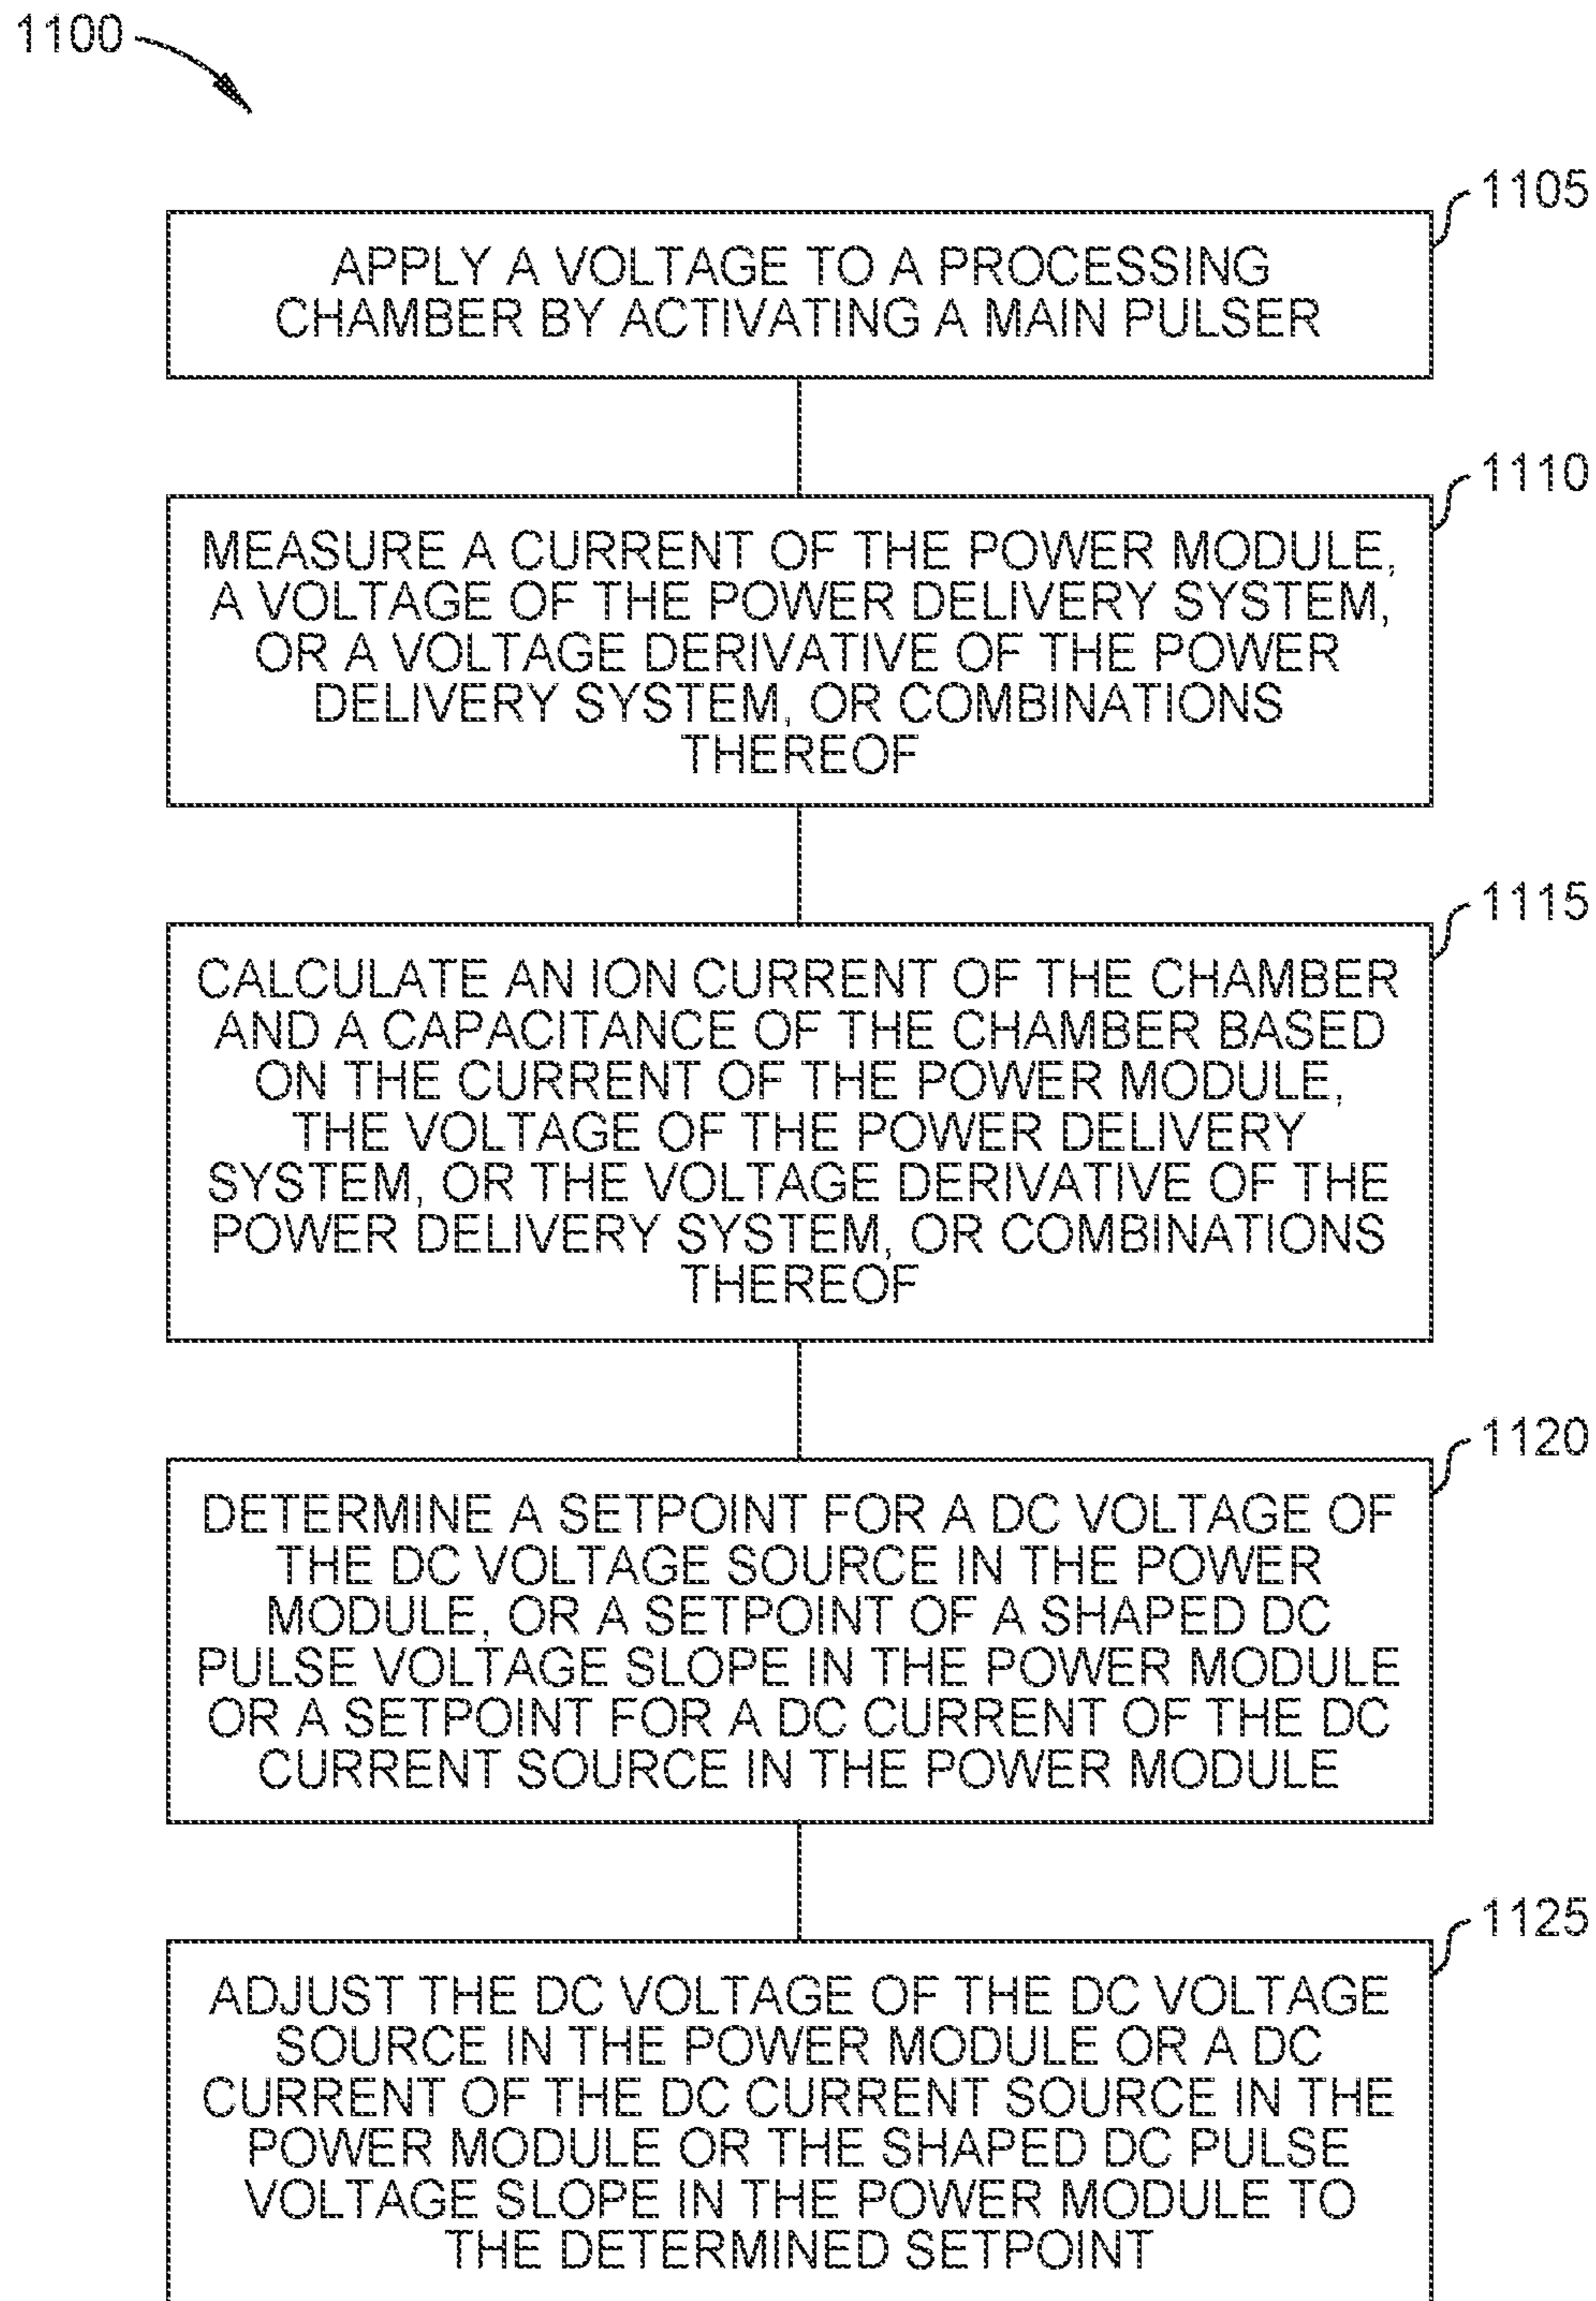 1100
1105
APPLY A VOLTAGE TO A PROCESSING
CHAMBER BY ACTIVATING A MAIN PULSER
1110
MEASURE A CURRENT OF THE POWER MODULE,
A VOLTAGE OF THE POWER DELIVERY SYSTEM,
OR A VOLTAGE DERIVATIVE OF THE POWER
DELIVERY SYSTEM, OR COMBINATIONS
THEREOF
1115
CALCULATE AN ION CURRENT OF THE CHAMBER
AND A CAPACITANCE OF THE CHAMBER BASED
ON THE CURRENT OF THE POWER MODULE,
THE VOLTAGE OF THE POWER DELIVERY
SYSTEM, OR THE VOLTAGE DERIVATIVE OF THE
POWER DELIVERY SYSTEM, OR COMBINATIONS
THEREOF
1120
DETERMINE A SETPOINT FOR A DC VOLTAGE OF
THE DC VOLTAGE SOURCE IN THE POWER
MODULE, OR A SETPOINT OF A SHAPED DC
PULSE VOLTAGE SLOPE IN THE POWER MODULE
OR A SETPOINT FOR A DC CURRENT OF THE DC
CURRENT SOURCE IN THE POWER MODULE
1125
ADJUST THE DC VOLTAGE OF THE DC VOLTAGE
SOURCE IN THE POWER MODULE OR A DC
CURRENT OF THE DC CURRENT SOURCE IN THE
POWER MODULE OR THE SHAPED DC PULSE
VOLTAGE SLOPE IN THE POWER MODULE TO
THE DETERMINED SETPOINT